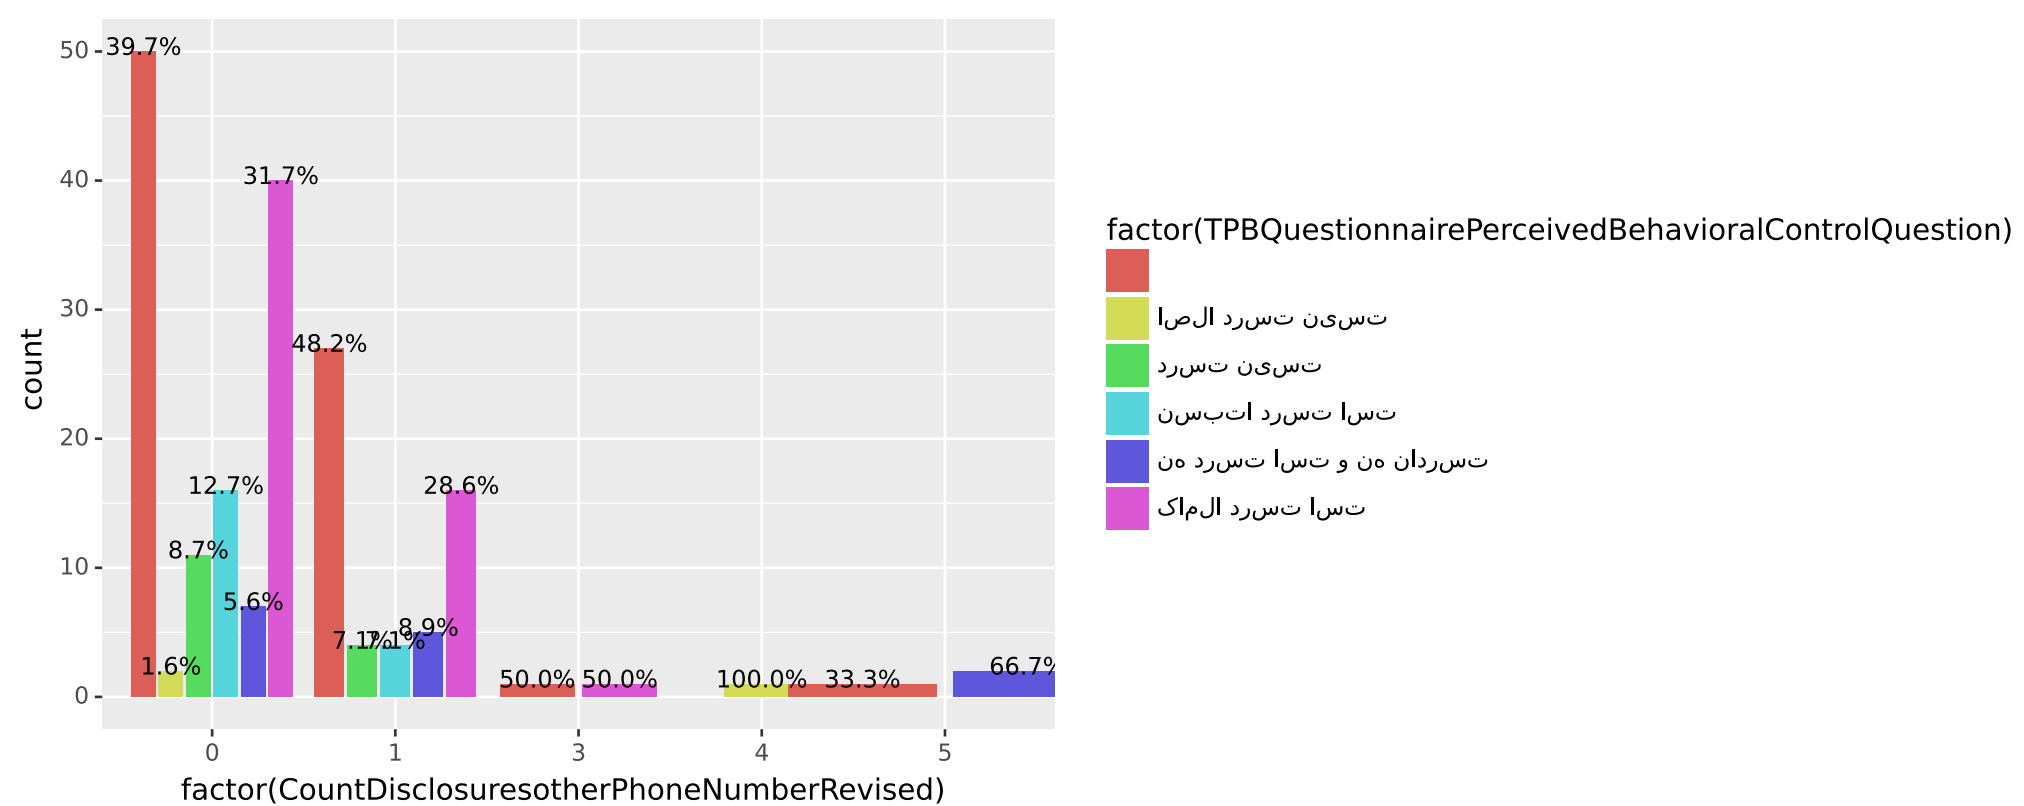 50
40
30
20
10
0
count
39.7%
1.6%
8.7%
12.7%
5.6%
31.7%
48.2%
7.1%
7.1%
8.9%
28.6%
50.0%
50.0%
100.0%
33.3%
66.7%
0 1 3 4 5
factor(CountDisclosuresotherPhoneNumberRevised)
factor(TPBQuestionnairePerceivedBehavioralControlQuestion)
اصلا درست نیست
درست نیست
نسبتا درست است
نه درست است و نه نادرست
کاملا درست است